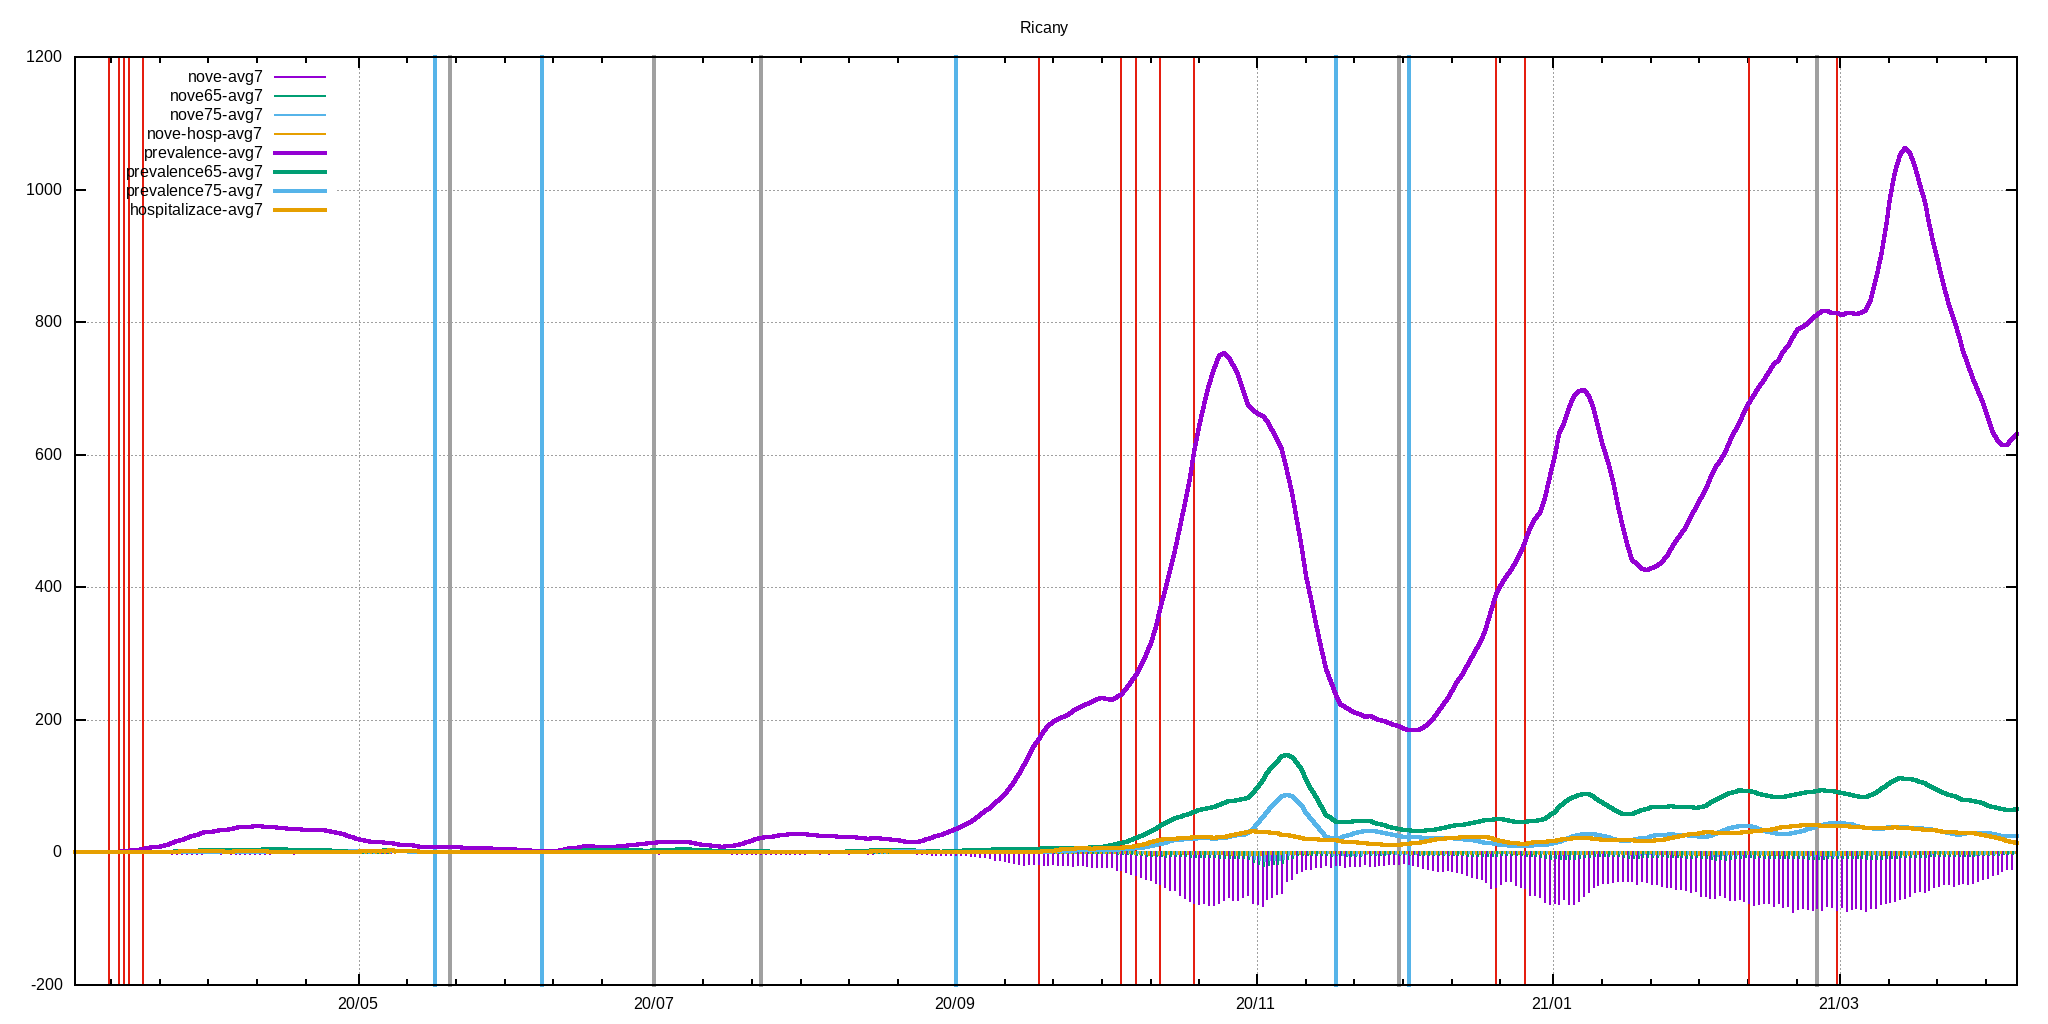 Ricany
1200
1000
800
600
400
200
0
-200
nove-avg7
nove65-avg7
nove75-avg7
nove-hosp-avg7
prevalence-avg7
prevalence65-avg7
prevalence75-avg7
hospitalizace-avg7
20/05 20/07 20/09 20/11 21/01 21/03